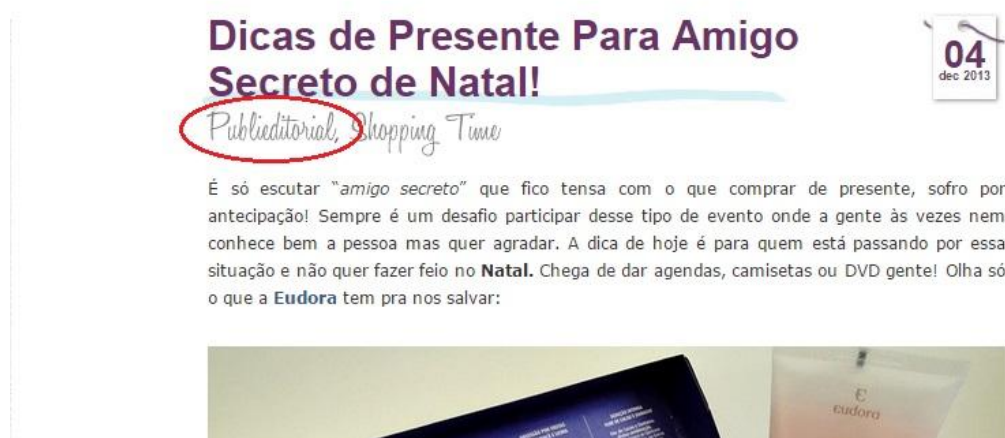 Dicas de Presente Para Amigo
Secreto de Natal!
04
dec 2013
Publieditorial, Shopping Time
É só escutar "amigo secreto" que fico tensa com o que comprar de presente, sofro por
antecipação! Sempre é um desafio participar desse tipo de evento onde a gente às vezes nem
conhece bem a pessoa mas quer agradar. A dica de hoje é para quem está passando por essa
situação e não quer fazer feio no Natal. Chega de dar agendas, camisetas ou DVD gente! Olha só
o que a Eudora tem pra nos salvar:
E
eudora